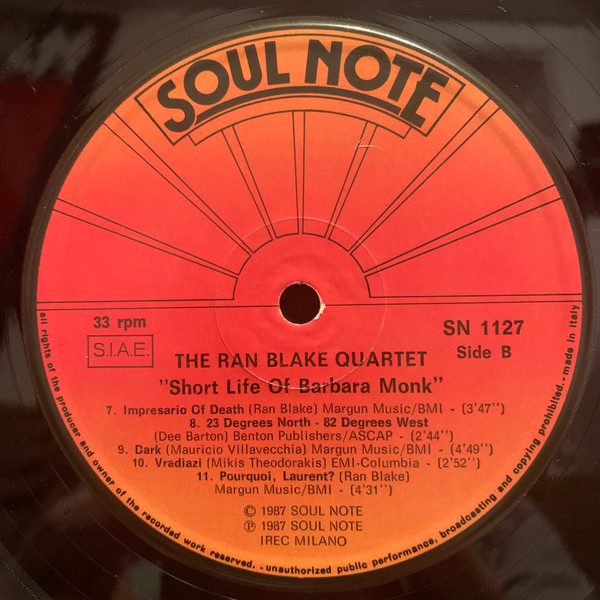 SOUL NOTE
33 rpm
S.I.A.E.
SN 1127
Side B
THE RAN BLAKE QUARTET
"Short Life Of Barbara Monk"
7. Impresario Of Death (Ran Blake) Margun Music/BMI - (3'47")
8. 23 Degrees North - 82 Degrees West
(Dee Barton) Benton Publishers/ASCAP - (2'44")
9. Dark (Mauricio Villavecchia) Margun Music/BMI - (4'49")
10. Vradiazi (Mikis Theodorakis) EMI-Columbia - (2'52")
11. Pourquoi, Laurent? (Ran Blake)
Margun Music/BMI - (4'31")
© 1987 SOUL NOTE
℗ 1987 SOUL NOTE
IREC MILANO
all rights of the producer and owner of the recorded work reserved. - unauthorized public performance, broadcasting and copying prohibited. - made in Italy